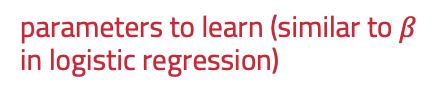 parameters to learn (similar to β
in logistic regression)